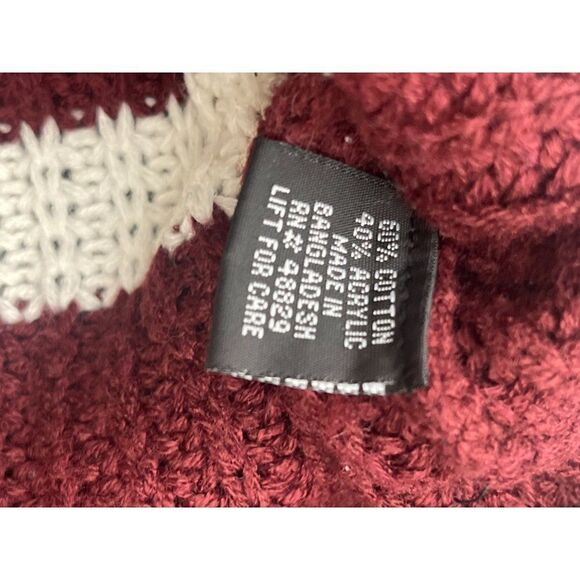 60% COTTON
40% ACRYLIC
MADE IN
BANGLADESH
RN# 48829
LIFT FOR CARE